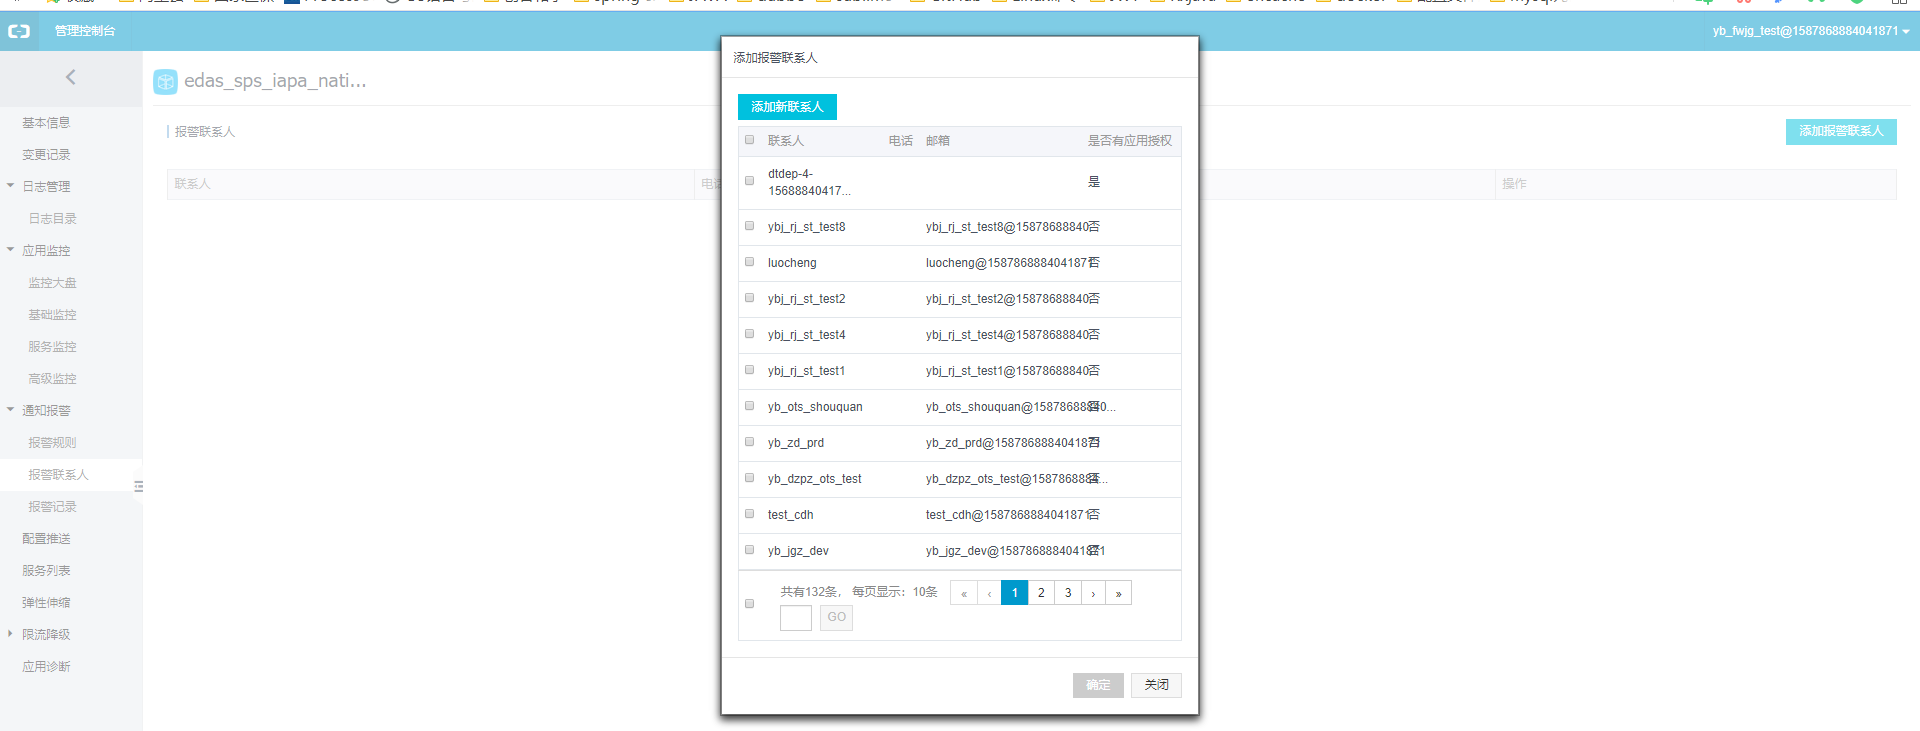 管理控制台
yb_fwjg_test@1587868884041871
edas_sps_iapa_nati...
基本信息
变更记录
日志管理
日志目录
应用监控
监控大盘
基础监控
服务监控
高级监控
通知报警
报警规则
报警联系人
报警记录
配置推送
服务列表
弹性伸缩
限流降级
应用诊断
报警联系人
添加报警联系人
联系人 电话 操作
添加报警联系人
添加新联系人
联系人 电话 邮箱 是否有应用授权
dtdep-4-
15688840417... 是
ybj_rj_st_test8 ybj_rj_st_test8@15878688840 否
luocheng luocheng@1587868884041871 否
ybj_rj_st_test2 ybj_rj_st_test2@15878688840 否
ybj_rj_st_test4 ybj_rj_st_test4@15878688840 否
ybj_rj_st_test1 ybj_rj_st_test1@15878688840 否
yb_ots_shouquan yb_ots_shouquan@15878688840... 否
yb_zd_prd yb_zd_prd@1587868884041871 否
yb_dzpz_ots_test yb_dzpz_ots_test@1587868884... 否
test_cdh test_cdh@1587868884041871 否
yb_jgz_dev yb_jgz_dev@1587868884041871 否
共有132条， 每页显示：10条 « ‹ 1 2 3 › »
GO
确定 关闭